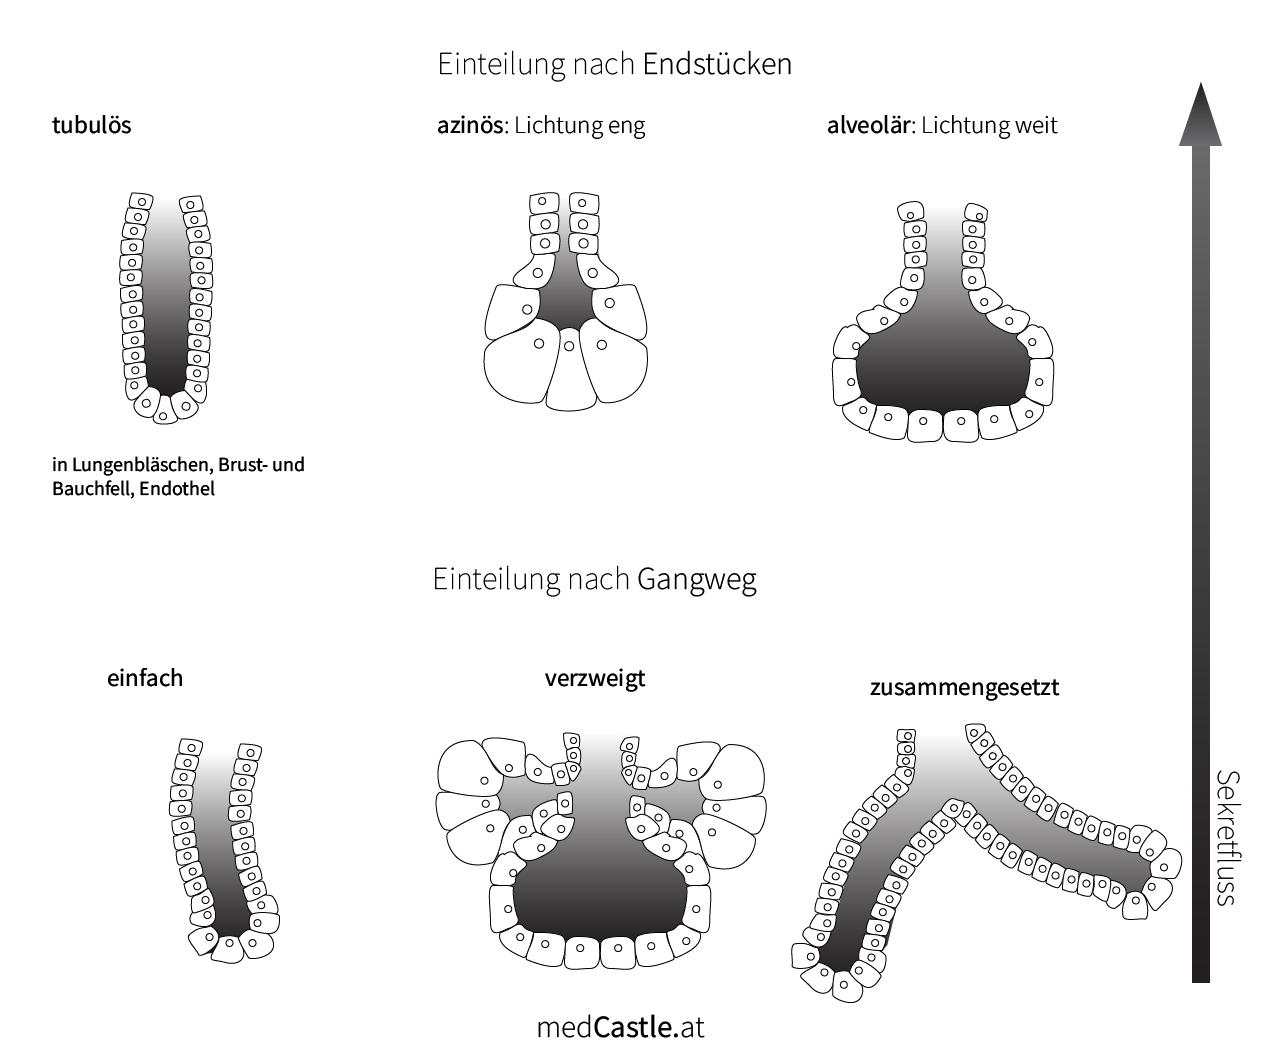 Einteilung nach Endstücken
tubulös
azinös: Lichtung eng
alveolär: Lichtung weit
in Lungenbläschen, Brust- und
Bauchfell, Endothel
Einteilung nach Gangweg
einfach
verzweigt
zusammengesetzt
Sekretfluss
medCastle.at